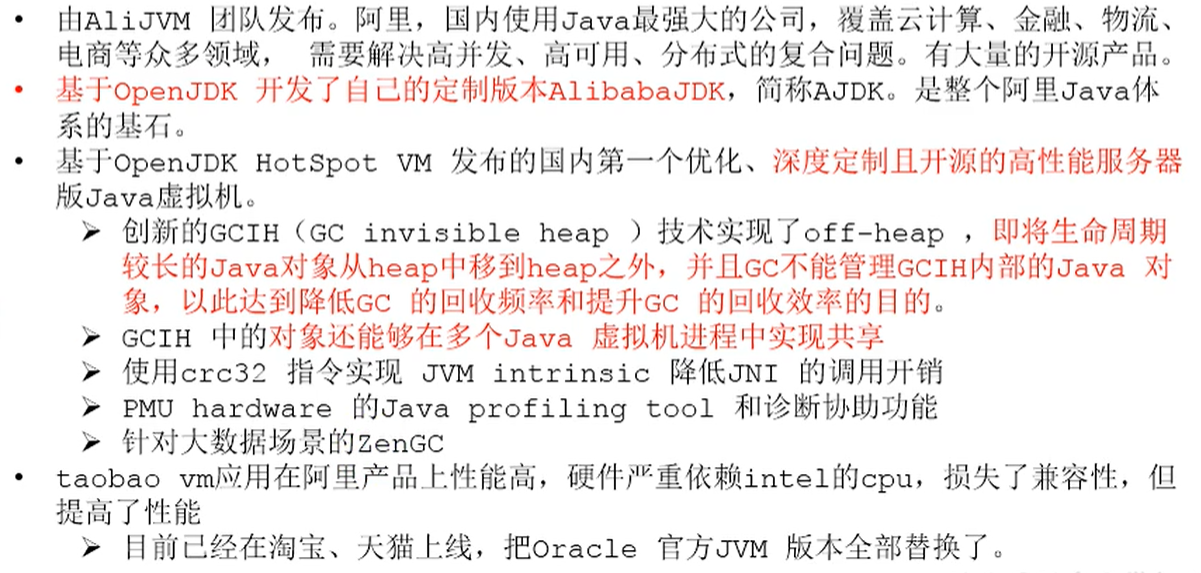 • 由AliJVM 团队发布。阿里，国内使用Java最强大的公司，覆盖云计算、金融、物流、
电商等众多领域， 需要解决高并发、高可用、分布式的复合问题。有大量的开源产品。
• 基于OpenJDK 开发了自己的定制版本AlibabaJDK，简称AJDK。是整个阿里Java体
系的基石。
• 基于OpenJDK HotSpot VM 发布的国内第一个优化、深度定制且开源的高性能服务器
版Java虚拟机。
➢ 创新的GCIH（GC invisible heap ）技术实现了off-heap ，即将生命周期
较长的Java对象从heap中移到heap之外，并且GC不能管理GCIH内部的Java 对
象，以此达到降低GC 的回收频率和提升GC 的回收效率的目的。
➢ GCIH 中的对象还能够在多个Java 虚拟机进程中实现共享
➢ 使用crc32 指令实现 JVM intrinsic 降低JNI 的调用开销
➢ PMU hardware 的Java profiling tool 和诊断协助功能
➢ 针对大数据场景的ZenGC
• taobao vm应用在阿里产品上性能高，硬件严重依赖intel的cpu，损失了兼容性，但
提高了性能
➢ 目前已经在淘宝、天猫上线，把Oracle 官方JVM 版本全部替换了。